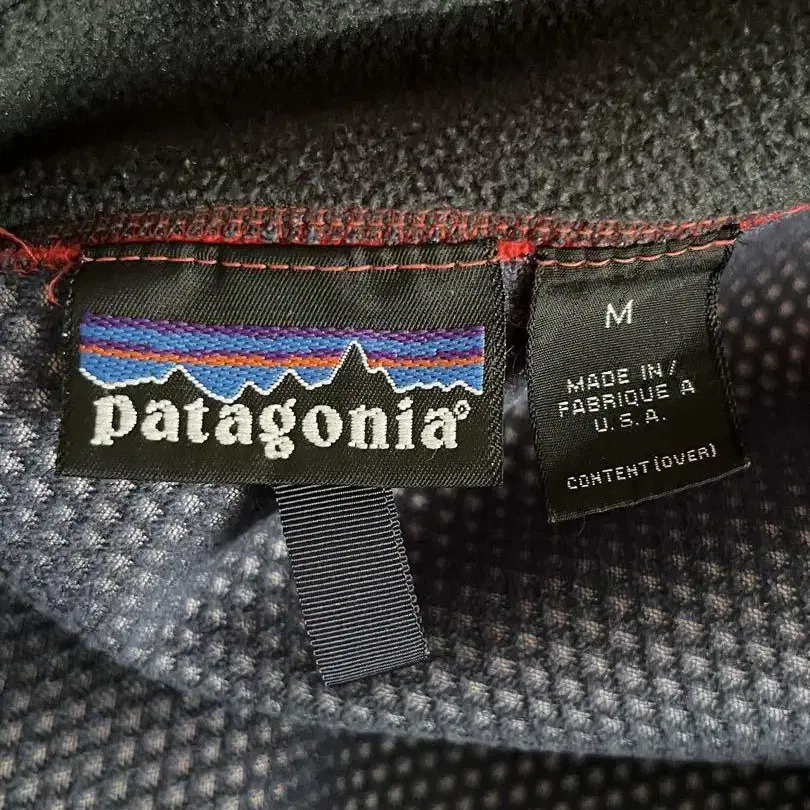 patagonia®
M
MADE IN/
FABRIQUE A
U.S.A.
CONTENT (OVER)